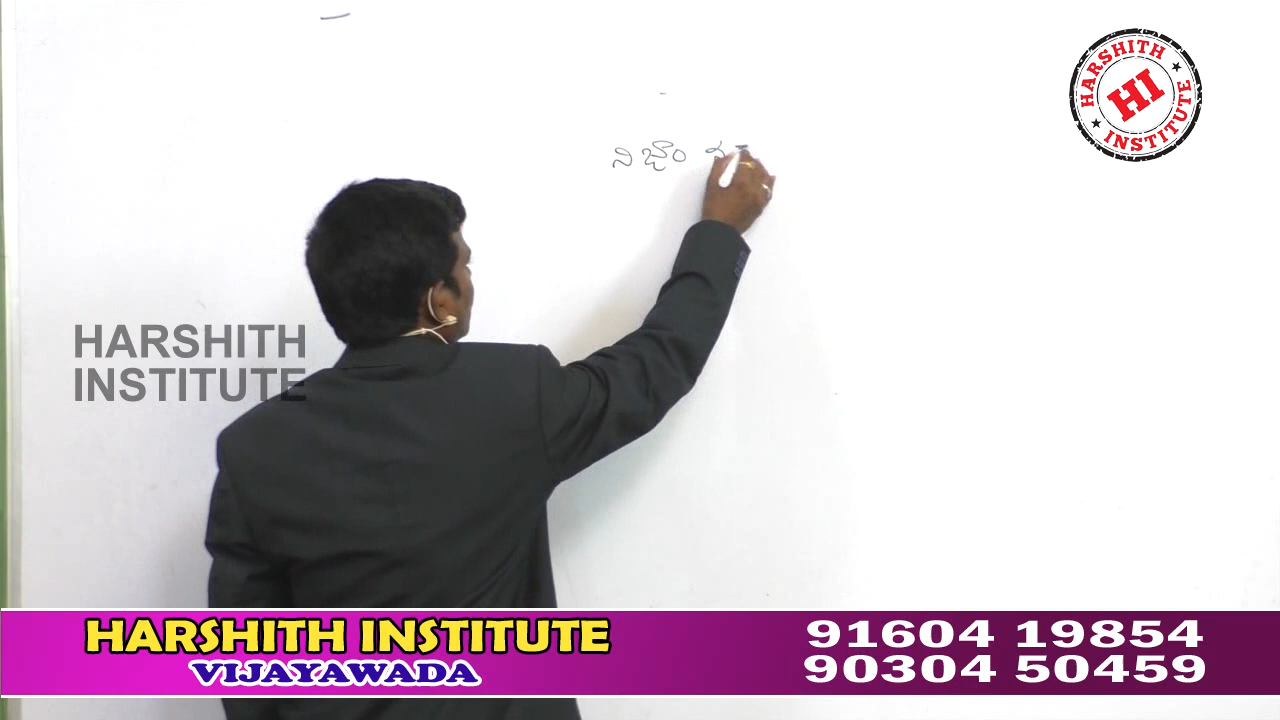 HARSHITH
HI
INSTITUTE
నిజాం
HARSHITH
INSTITUTE
HARSHITH INSTITUTE
VIJAYAWADA
91604 19854
90304 50459